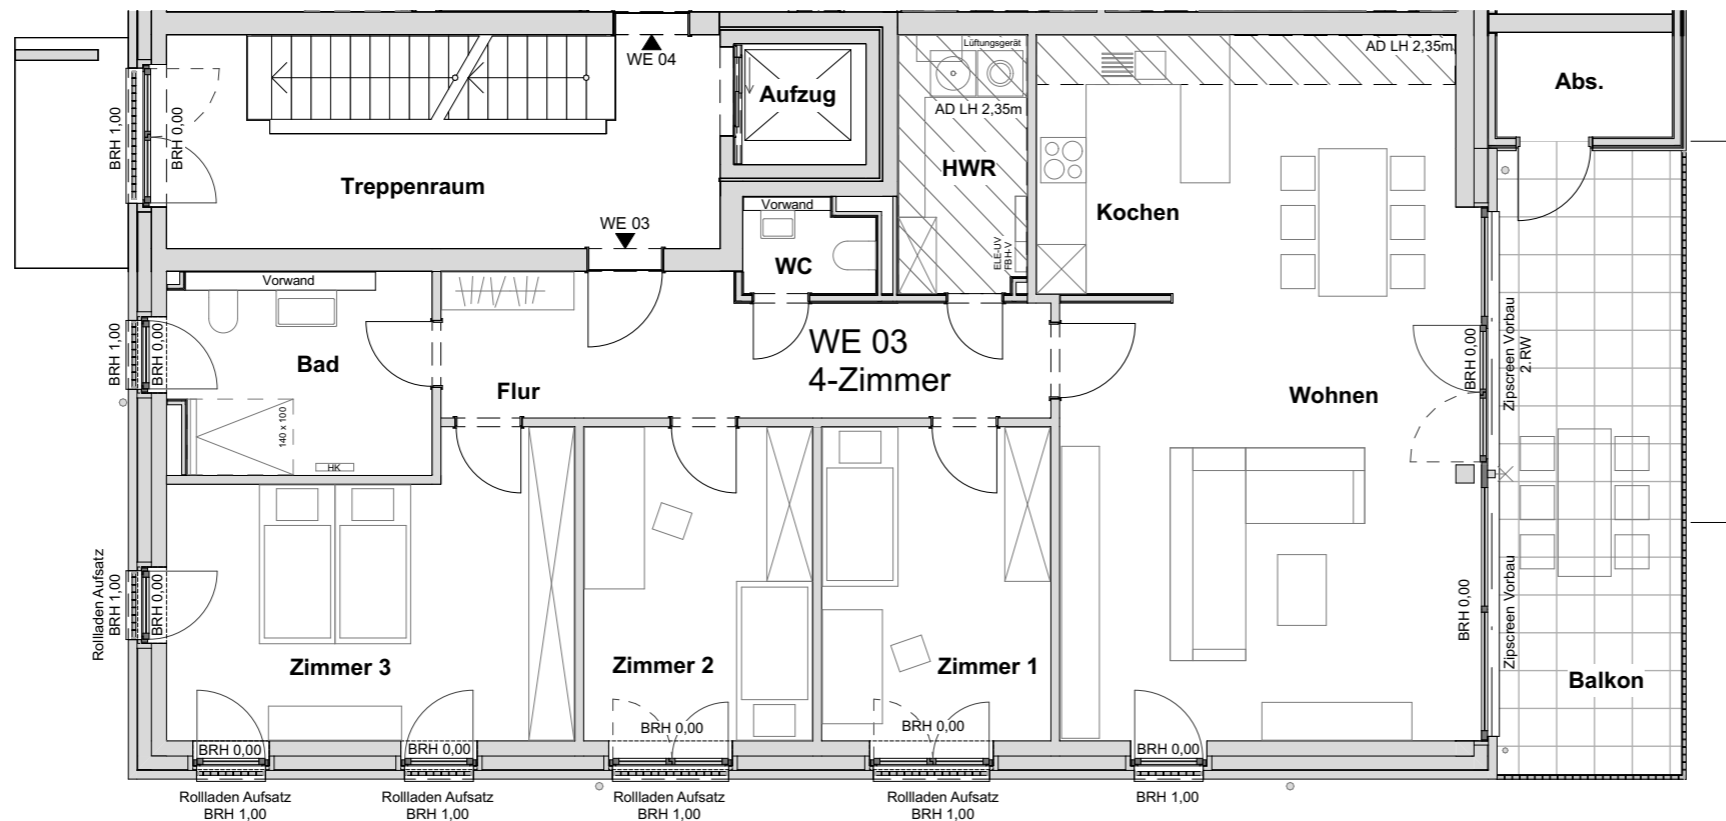 WE 04
Lüftungsgerät
AD LH 2,35m
Abs.
Aufzug
AD LH 2,35m
BRH 1,00
BRH 0,00
HWR
Treppenraum
Vorwand
Kochen
WE 03
WC
ELE-UV
FBH-V
Vorwand
BRH 1,00
BRH 0,00
Bad
WE 03
4-Zimmer
Flur
Wohnen
BRH 0,00
Zipscreen Vorbau
2.RW
140 x 100
HK
Rollladen Aufsatz
BRH 1,00
BRH 0,00
BRH 0,00
Zipscreen Vorbau
Zimmer 3
Zimmer 2
Zimmer 1
Balkon
BRH 0,00
BRH 0,00
BRH 0,00
BRH 0,00
BRH 0,00
Rollladen Aufsatz
BRH 1,00
Rollladen Aufsatz
BRH 1,00
Rollladen Aufsatz
BRH 1,00
Rollladen Aufsatz
BRH 1,00
BRH 1,00